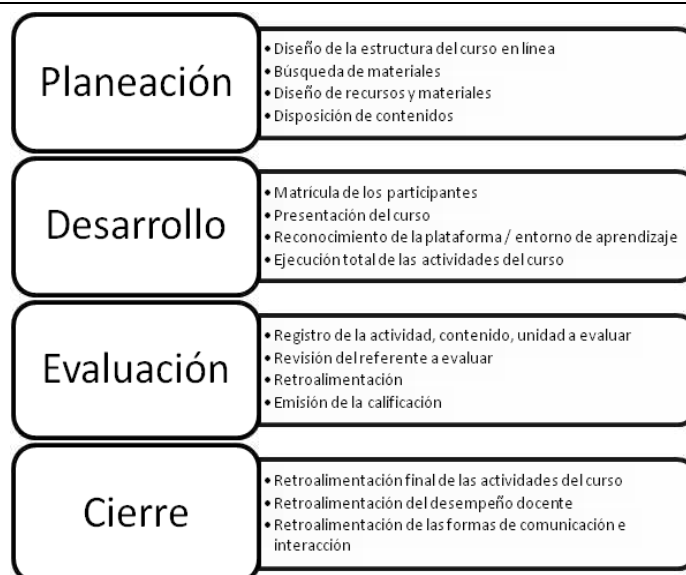 Planeación
• Diseño de la estructura del curso en línea
• Búsqueda de materiales
• Diseño de recursos y materiales
• Disposición de contenidos
Desarrollo
• Matrícula de los participantes
• Presentación del curso
• Reconocimiento de la plataforma / entorno de aprendizaje
• Ejecución total de las actividades del curso
Evaluación
• Registro de la actividad, contenido, unidad a evaluar
• Revisión del referente a evaluar
• Retroalimentación
• Emisión de la calificación
Cierre
• Retroalimentación final de las actividades del curso
• Retroalimentación del desempeño docente
• Retroalimentación de las formas de comunicación e
interacción